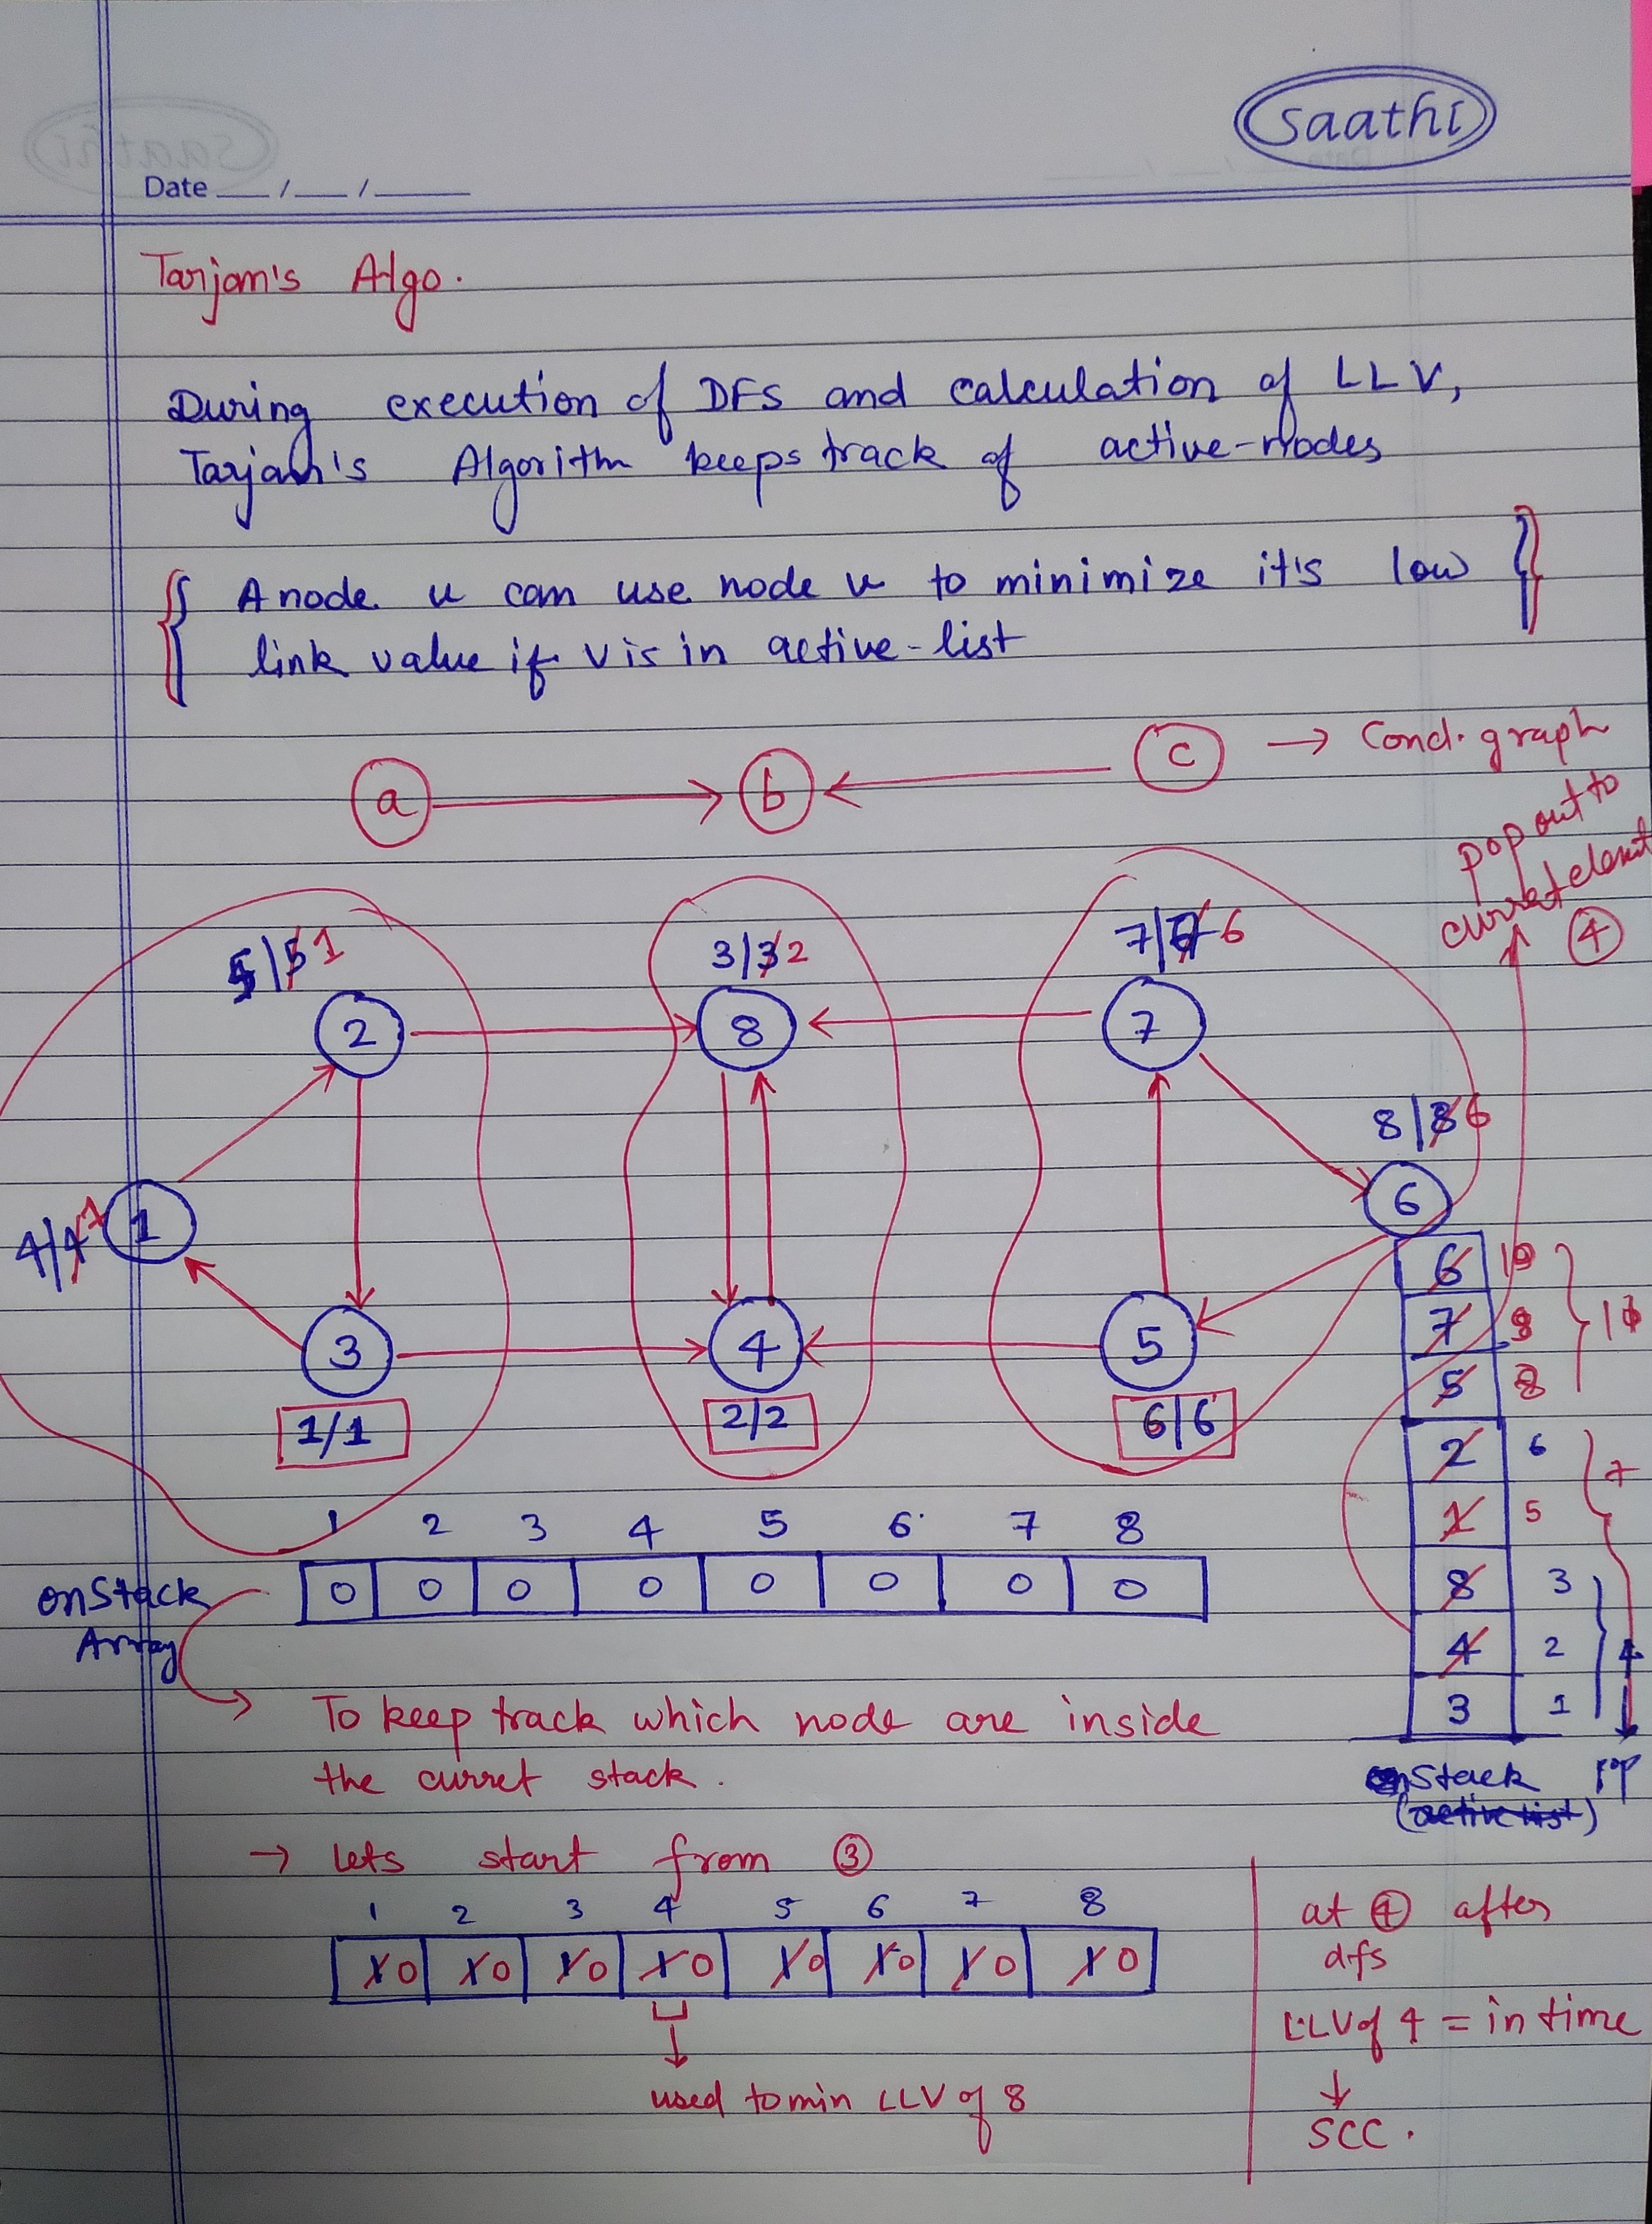 saathi
Date __/__/____
Tarjan's Algo.
During execution of DFS and calculation of LLV,
Tarjan's Algorithm keeps track of active-nodes
{ A node u can use node v to minimize it's low }
link value if v is in active-list
a b c → Cond. graph
pop out to
curret element
4
5/5 1
3/3 2
7/7 6
2 8 7
8/8 6
4/4 1
1
6
3 4 5
1/1 2/2 6/6
6 10
7 9
5 8
2 6
1 5
8 3
4 2
3 1
7
Stack pop
(active list)
1 2 3 4 5 6 7 8
onStack 0 0 0 0 0 0 0 0
Array
→ To keep track which node are inside
the curret stack.
→ lets start from ③
1 2 3 4 5 6 7 8
1 0 1 0 1 0 1 0 1 0 1 0 1 0 1 0
used to min LLV of 8
at ④ after
dfs
LLV of 4 = in time
↓
SCC.